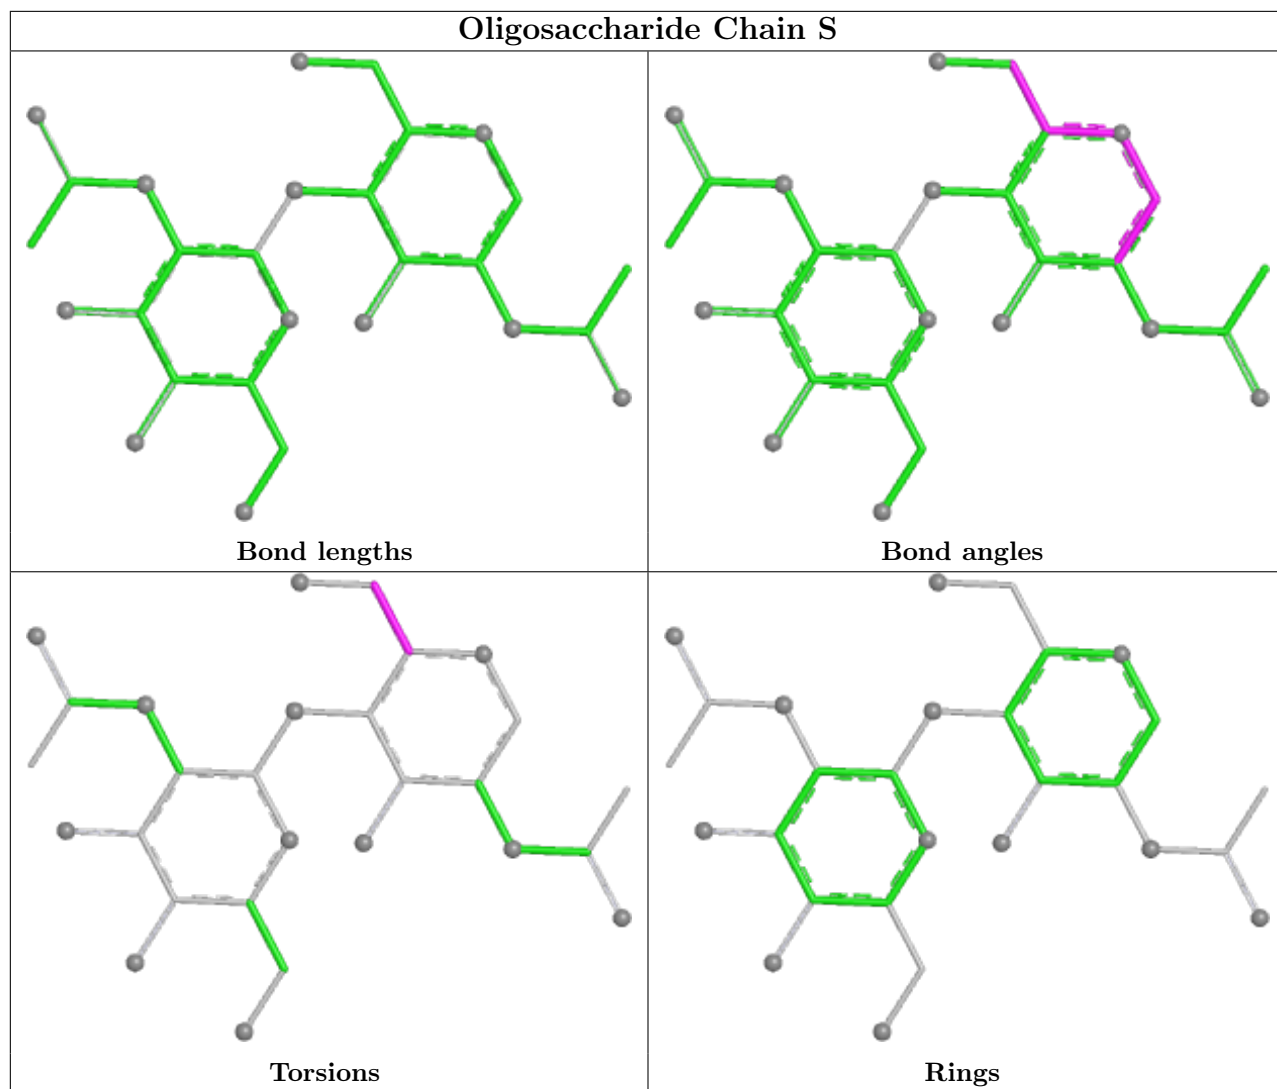 Oligosaccharide Chain S
Bond lengths
Bond angles
Torsions
Rings